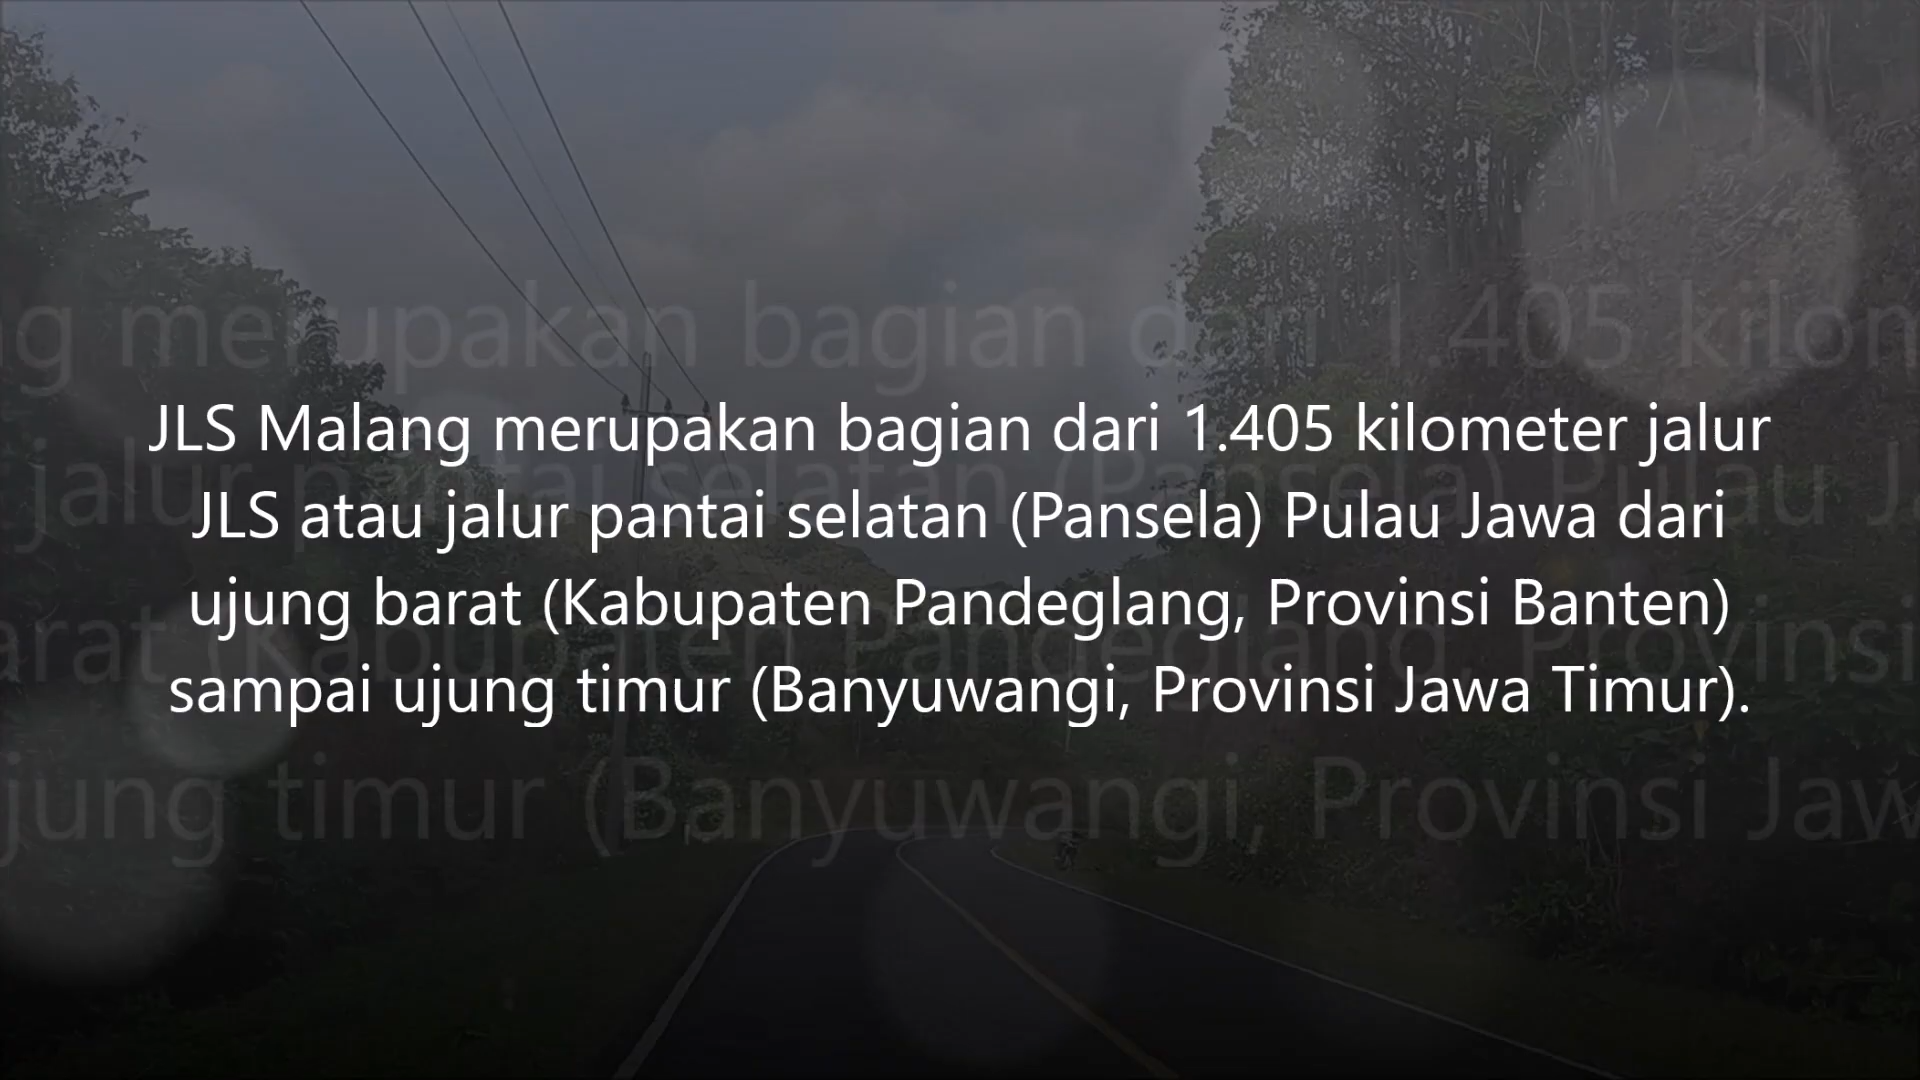 JLS Malang merupakan bagian dari 1.405 kilometer jalur
JLS atau jalur pantai selatan (Pansela) Pulau Jawa dari
ujung barat (Kabupaten Pandeglang, Provinsi Banten)
sampai ujung timur (Banyuwangi, Provinsi Jawa Timur).